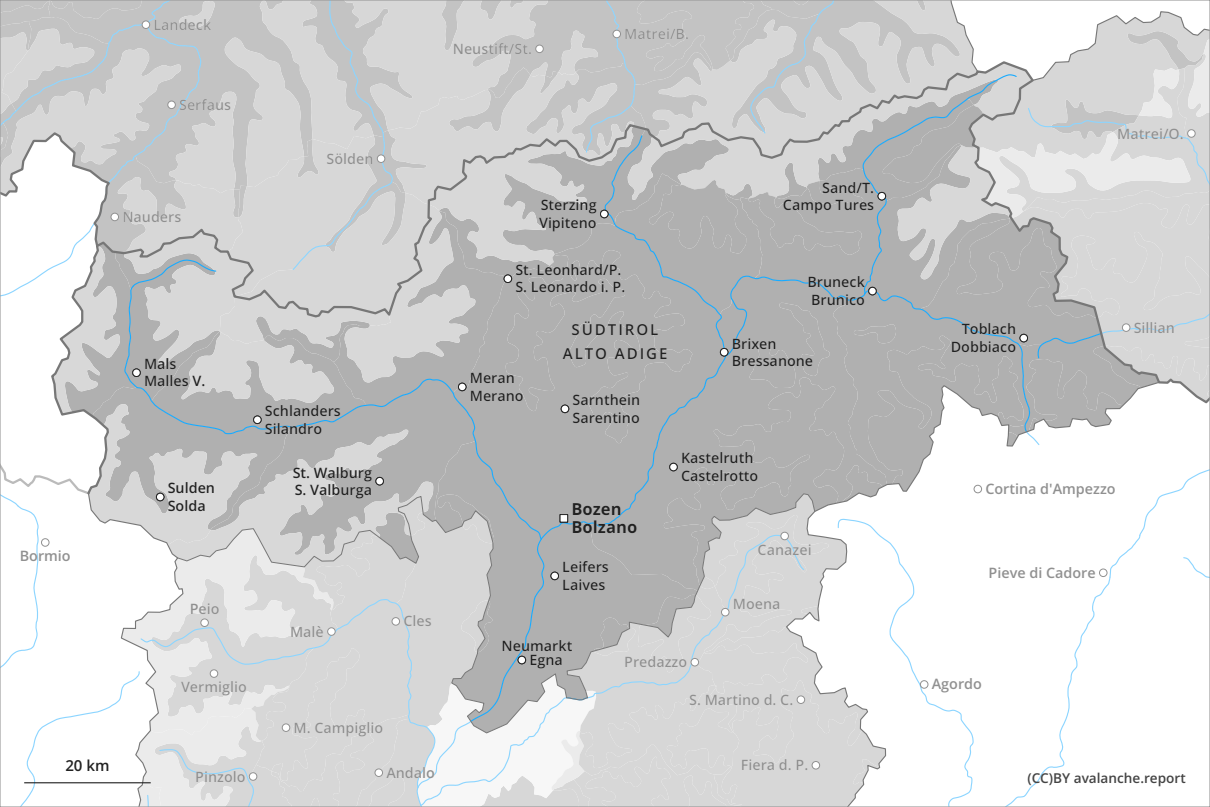 Landeck
Matrei/B.
Neustift/St.
Serfaus
Matrei/O.
Sölden
Sand/T.
Campo Tures
Sterzing
Vipiteno
Nauders
St. Leonhard/P.
S. Leonardo i. P.
Bruneck
Brunico
SÜDTIROL
ALTO ADIGE
Toblach
Dobbiaco
Sillian
Brixen
Bressanone
Mals
Malles V.
Meran
Merano
Sarnthein
Sarentino
Schlanders
Silandro
Kastelruth
Castelrotto
St. Walburg
S. Valburga
Sulden
Solda
Cortina d'Ampezzo
Bozen
Bolzano
Canazei
Bormio
Leifers
Laives
Pieve di Cadore
Peio
Moena
Malè
Cles
Neumarkt
Egna
Predazzo
Vermiglio
Agordo
S. Martino d. C.
M. Campiglio
Fiera d. P.
Pinzolo
Andalo
20 km
(CC)BY avalanche.report